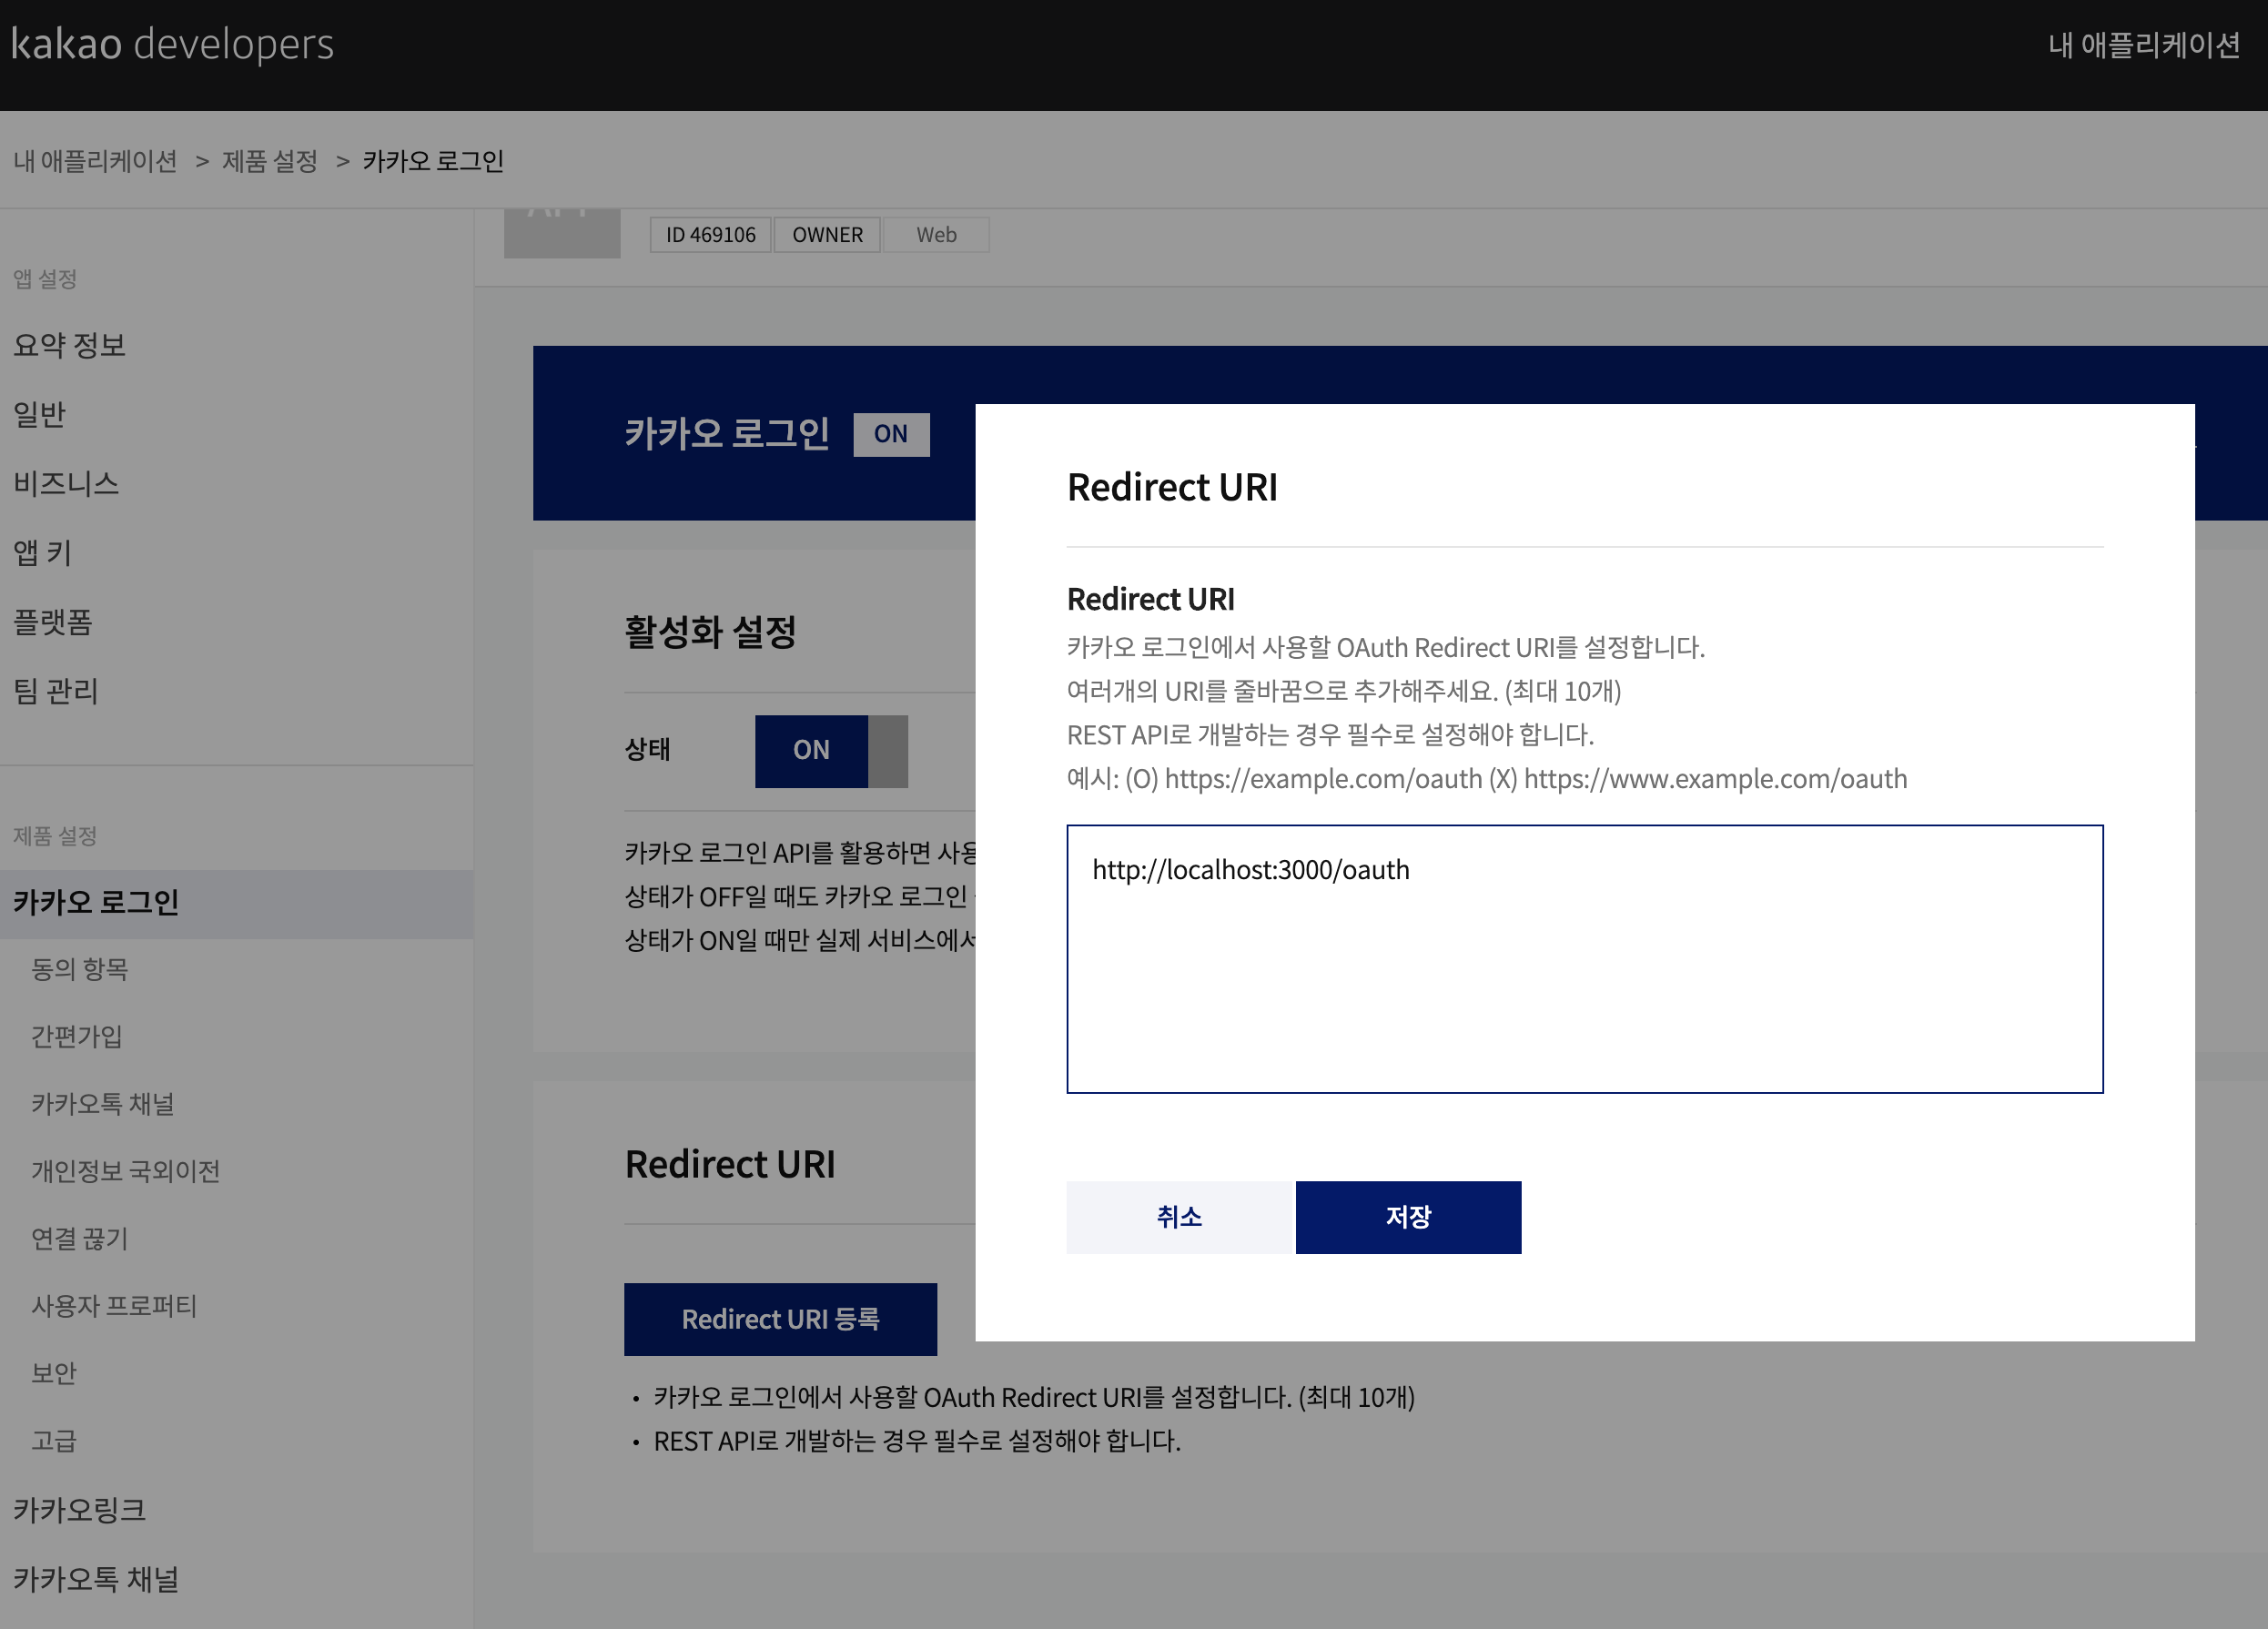 kakao developers
내 애플리케이션
내 애플리케이션 > 제품 설정 > 카카오 로그인
ID 469106 OWNER Web
앱 설정
요약 정보
일반
비즈니스
앱 키
플랫폼
팀 관리
제품 설정
카카오 로그인
동의 항목
간편가입
카카오톡 채널
개인정보 국외이전
연결 끊기
사용자 프로퍼티
보안
고급
카카오링크
카카오톡 채널
카카오 로그인 ON
활성화 설정
상태 ON
카카오 로그인 API를 활용하면
상태가 OFF일 때도 카카오 로그인
상태가 ON일 때만 실제
Redirect URI
Redirect URI 등록
• 카카오 로그인에서 사용할 OAuth Redirect URI를 설정합니다. (최대 10개)
• REST API로 개발하는 경우 필수로 설정해야 합니다.
Redirect URI
Redirect URI
카카오 로그인에서 사용할 OAuth Redirect URI를 설정합니다.
여러개의 URI를 줄바꿈으로 추가해주세요. (최대 10개)
REST API로 개발하는 경우 필수로 설정해야 합니다.
예시: (O) https://example.com/oauth (X) https://www.example.com/oauth
http://localhost:3000/oauth
취소 저장